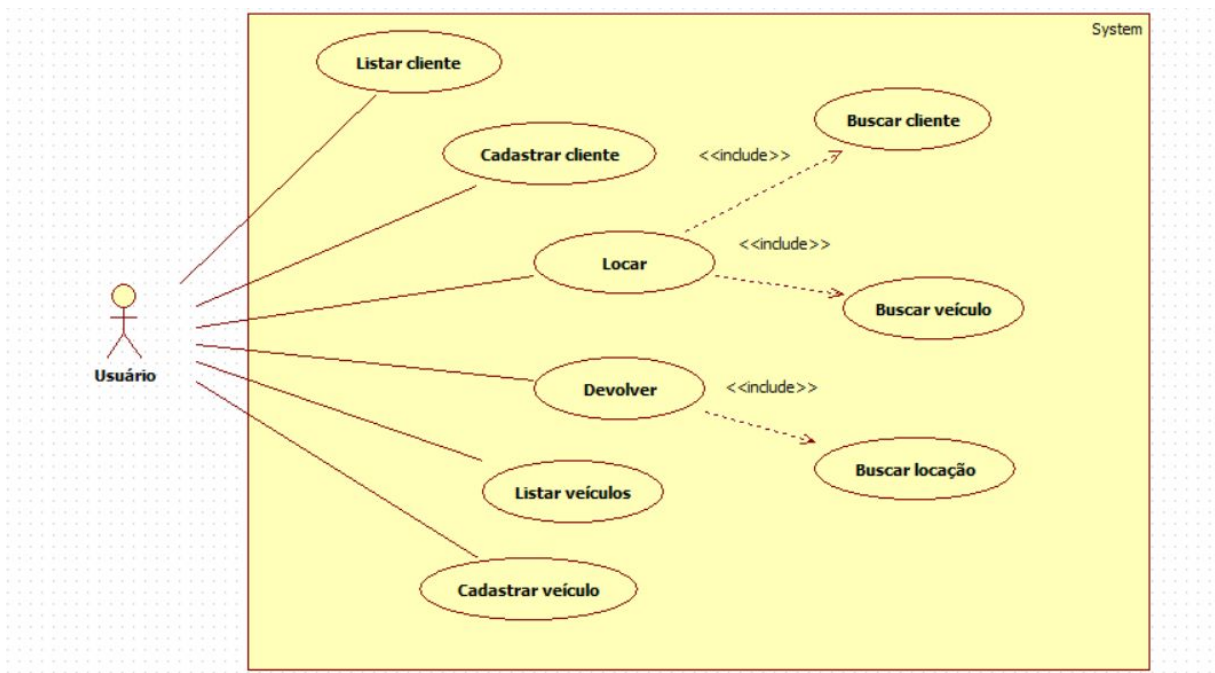 System
Listar cliente
Buscar cliente
Cadastrar cliente
<<include>>
<<include>>
Locar
Buscar veículo
Usuário
Devolver
<<include>>
Buscar locação
Listar veículos
Cadastrar veículo